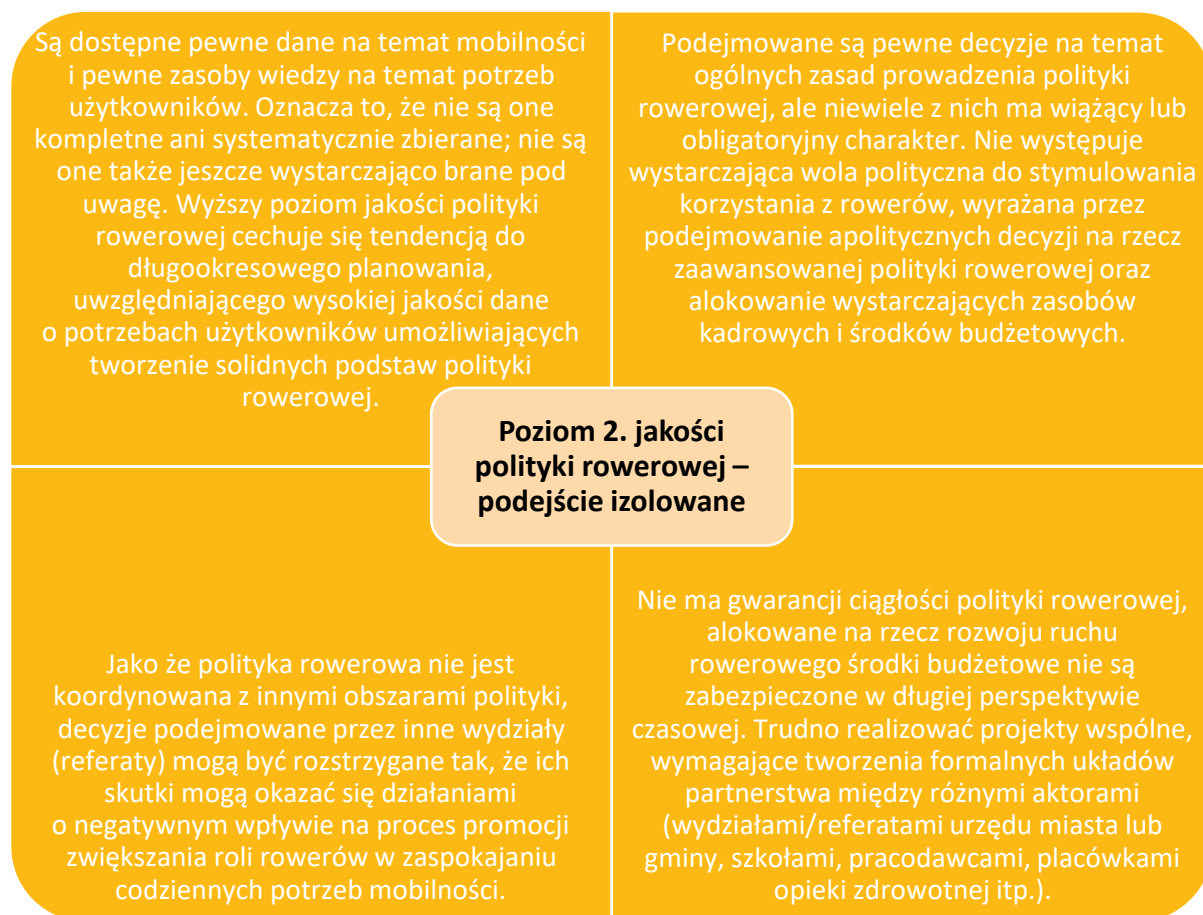 Są dostępne pewne dane na temat mobilności
i pewne zasoby wiedzy na temat potrzeb
użytkowników. Oznacza to, że nie są one
kompletne ani systematycznie zbierane; nie są
one także jeszcze wystarczająco brane pod
uwagę. Wyższy poziom jakości polityki
rowerowej cechuje się tendencją do
długookresowego planowania,
uwzględniającego wysokiej jakości dane
o potrzebach użytkowników umożliwiających
tworzenie solidnych podstaw polityki
rowerowej.
Podejmowane są pewne decyzje na temat
ogólnych zasad prowadzenia polityki
rowerowej, ale niewiele z nich ma wiążący lub
obligatoryjny charakter. Nie występuje
wystarczająca wola polityczna do stymulowania
korzystania z rowerów, wyrażana przez
podejmowanie apolitycznych decyzji na rzecz
zaawansowanej polityki rowerowej oraz
alokowanie wystarczających zasobów
kadrowych i środków budżetowych.
Poziom 2. jakości
polityki rowerowej –
podejście izolowane
Jako że polityka rowerowa nie jest
koordynowana z innymi obszarami polityki,
decyzje podejmowane przez inne wydziały
(referaty) mogą być rozstrzygane tak, że ich
skutki mogą okazać się działaniami
o negatywnym wpływie na proces promocji
zwiększania roli rowerów w zaspokajaniu
codziennych potrzeb mobilności.
Nie ma gwarancji ciągłości polityki rowerowej,
alokowane na rzecz rozwoju ruchu
rowerowego środki budżetowe nie są
zabezpieczone w długiej perspektywie
czasowej. Trudno realizować projekty wspólne,
wymagające tworzenia formalnych układów
partnerstwa między różnymi aktorami
(wydziałami/referatami urzędu miasta lub
gminy, szkołami, pracodawcami, placówkami
opieki zdrowotnej itp.).